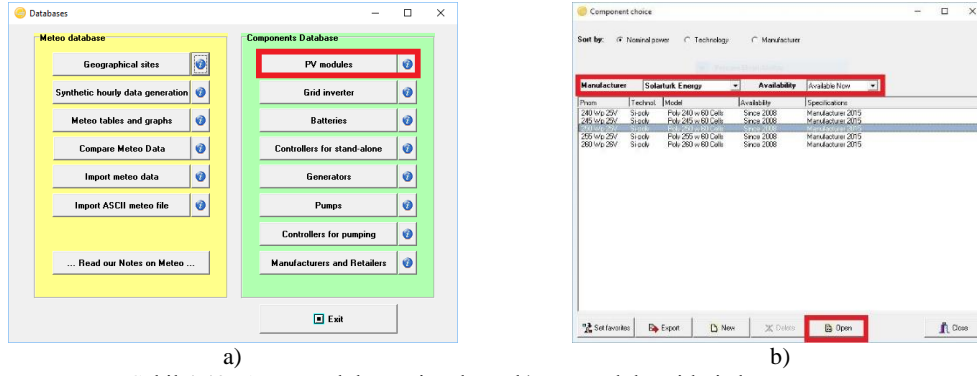 Databases
Meteo database
Geographical sites
Synthetic hourly data generation
Meteo tables and graphs
Compare Meteo Data
Import meteo data
Import ASCII meteo file
... Read our Notes on Meteo ...
Components Database
PV modules
Grid inverter
Batteries
Controllers for stand-alone
Generators
Pumps
Controllers for pumping
Manufacturers and Retailers
Exit
a)
Component choice
Sort by: Nominal power Technology Manufacturer
Manufacturer Solarturk Energy Availability Available Now
Pnom Technol. Model Availability Specifications
240 Wp 25V Si-poly Poly 240 w 60 Cells Since 2008 Manufacturer 2015
245 Wp 25V Si-poly Poly 245 w 60 Cells Since 2008 Manufacturer 2015
250 Wp 25V Si-poly Poly 250 w 60 Cells Since 2008 Manufacturer 2015
255 Wp 25V Si-poly Poly 255 w 60 Cells Since 2008 Manufacturer 2015
260 Wp 26V Si-poly Poly 260 w 60 Cells Since 2008 Manufacturer 2015
Set favorites Export New Delete Open Close
b)